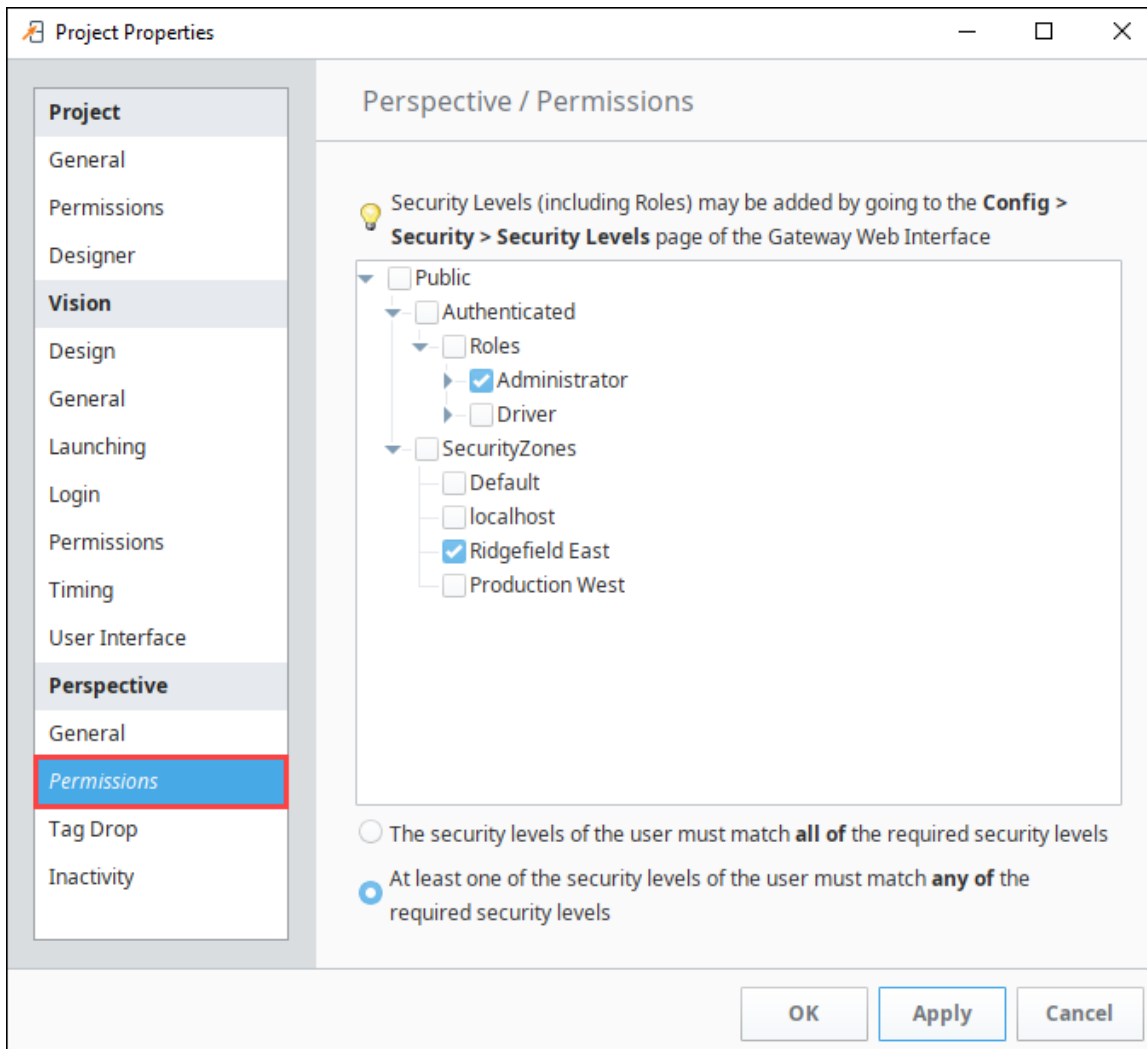 Project Properties
Project
General
Permissions
Designer
Vision
Design
General
Launching
Login
Permissions
Timing
User Interface
Perspective
General
Permissions
Tag Drop
Inactivity
Perspective / Permissions
Security Levels (including Roles) may be added by going to the Config >
Security > Security Levels page of the Gateway Web Interface
Public
Authenticated
Roles
Administrator
Driver
SecurityZones
Default
localhost
Ridgefield East
Production West
The security levels of the user must match all of the required security levels
At least one of the security levels of the user must match any of the
required security levels
OK
Apply
Cancel